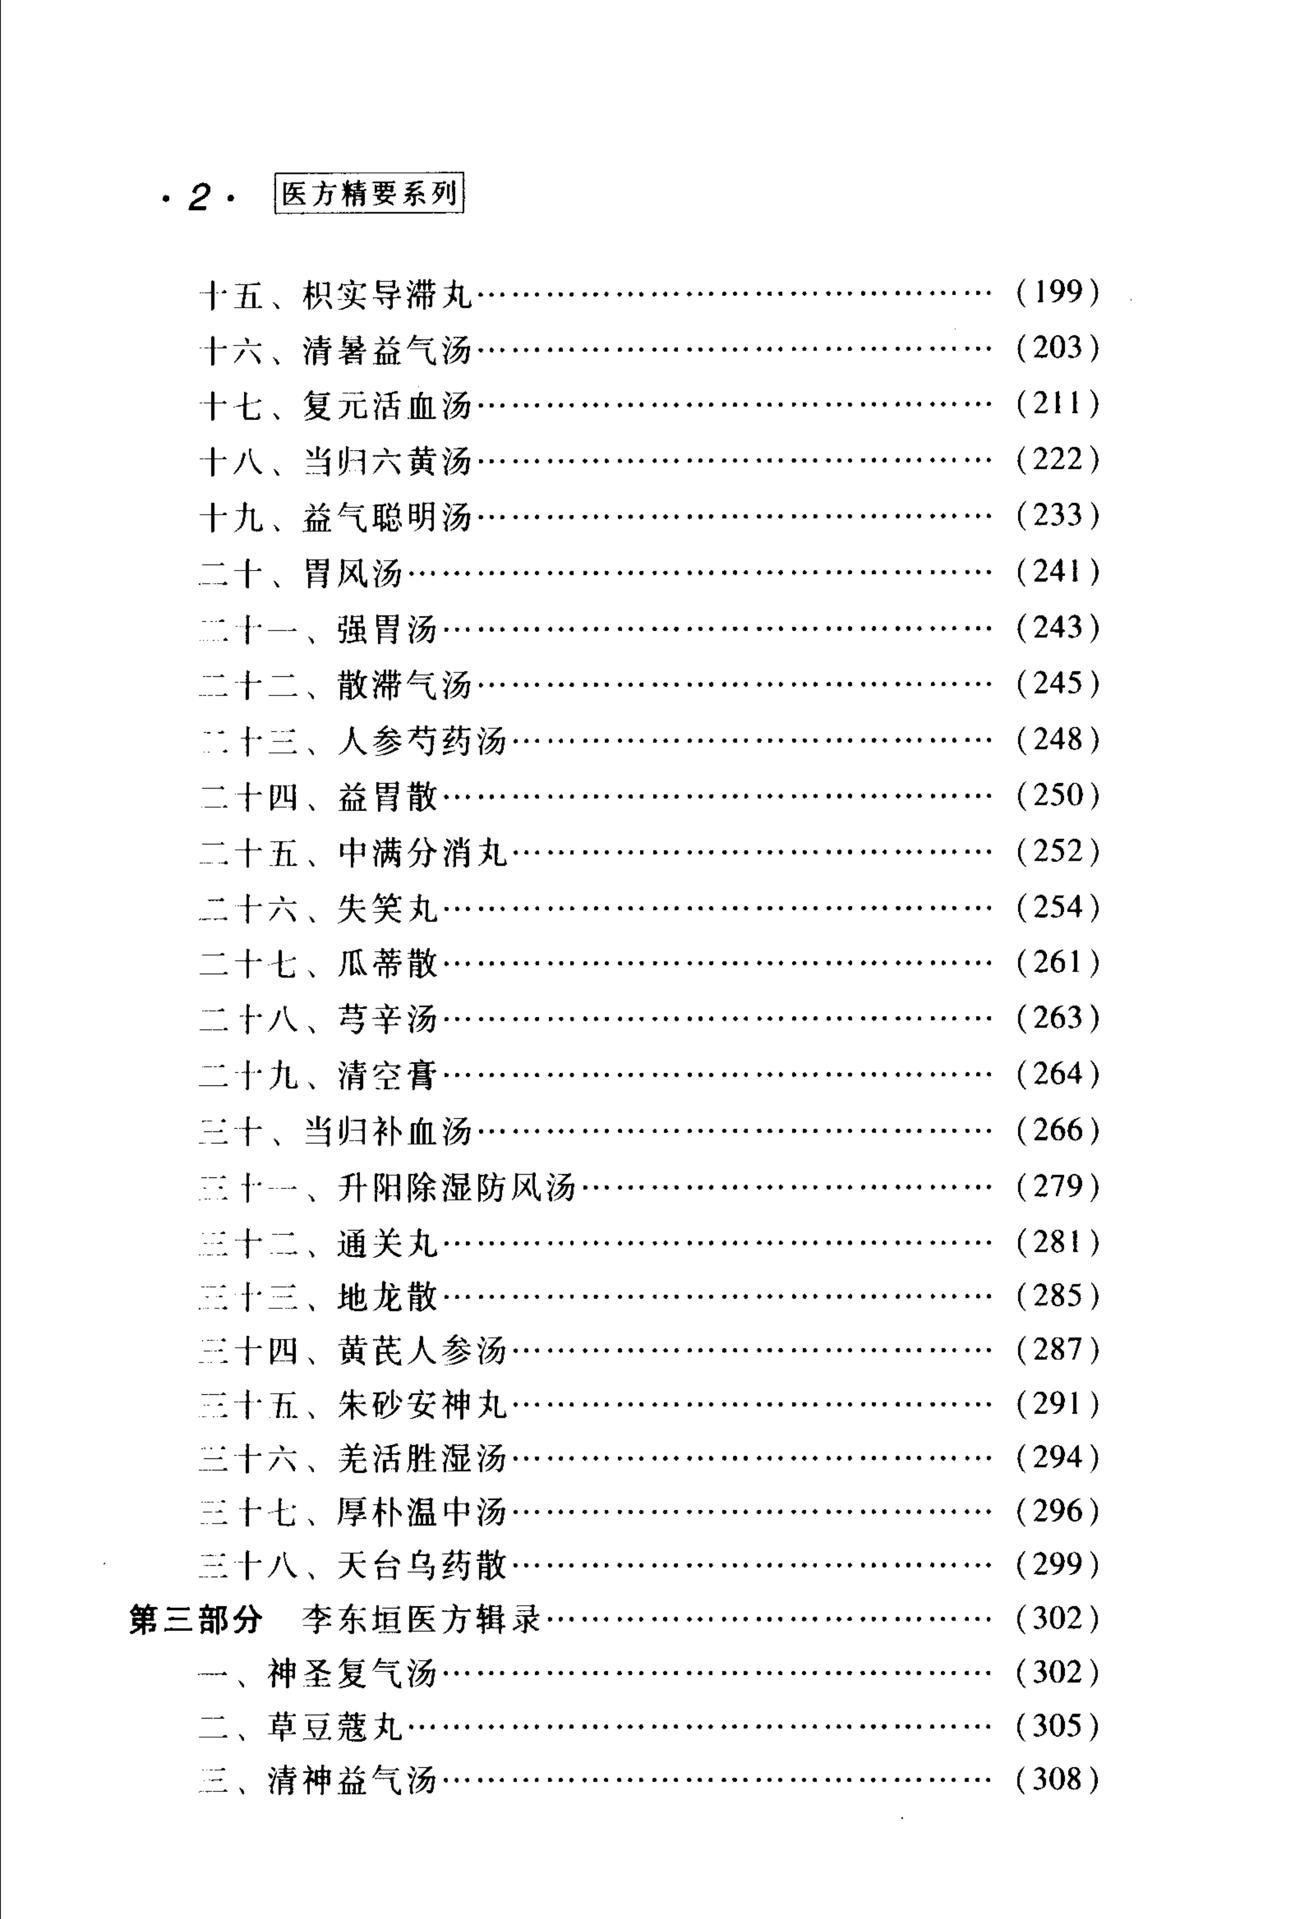 ·2· 医方精要系列
十五、枳实导滞丸……………………………………(199)
十六、清暑益气汤……………………………………(203)
十七、复元活血汤……………………………………(211)
十八、当归六黄汤……………………………………(222)
十九、益气聪明汤……………………………………(233)
二十、胃风汤…………………………………………(241)
二十一、强胃汤………………………………………(243)
二十二、散滞气汤……………………………………(245)
二十三、人参芍药汤…………………………………(248)
二十四、益胃散………………………………………(250)
二十五、中满分消丸…………………………………(252)
二十六、失笑丸………………………………………(254)
二十七、瓜蒂散………………………………………(261)
二十八、芎辛汤………………………………………(263)
二十九、清空膏………………………………………(264)
三十、当归补血汤……………………………………(266)
三十一、升阳除湿防风汤……………………………(279)
三十二、通关丸………………………………………(281)
三十三、地龙散………………………………………(285)
三十四、黄芪人参汤…………………………………(287)
三十五、朱砂安神丸…………………………………(291)
三十六、羌活胜湿汤…………………………………(294)
三十七、厚朴温中汤…………………………………(296)
三十八、天台乌药散…………………………………(299)
第三部分 李东垣医方辑录…………………………(302)
一、神圣复气汤………………………………………(302)
二、草豆蔻丸…………………………………………(305)
三、清神益气汤………………………………………(308)